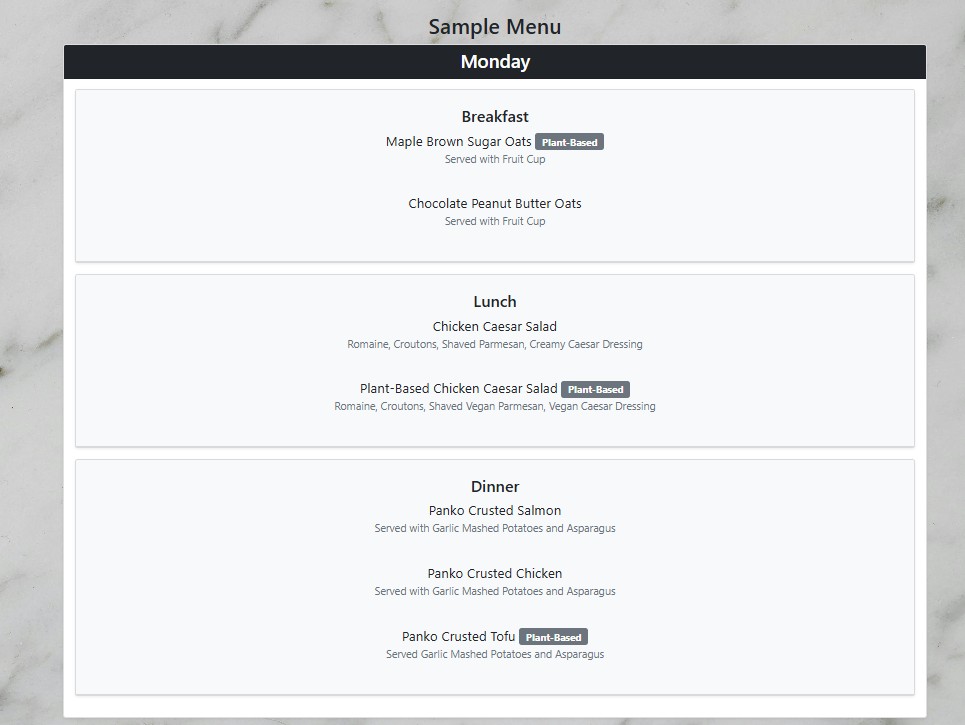 Sample Menu
Monday
Breakfast
Maple Brown Sugar Oats Plant-Based
Served with Fruit Cup
Chocolate Peanut Butter Oats
Served with Fruit Cup
Lunch
Chicken Caesar Salad
Romaine, Croutons, Shaved Parmesan, Creamy Caesar Dressing
Plant-Based Chicken Caesar Salad Plant-Based
Romaine, Croutons, Shaved Vegan Parmesan, Vegan Caesar Dressing
Dinner
Panko Crusted Salmon
Served with Garlic Mashed Potatoes and Asparagus
Panko Crusted Chicken
Served with Garlic Mashed Potatoes and Asparagus
Panko Crusted Tofu Plant-Based
Served Garlic Mashed Potatoes and Asparagus